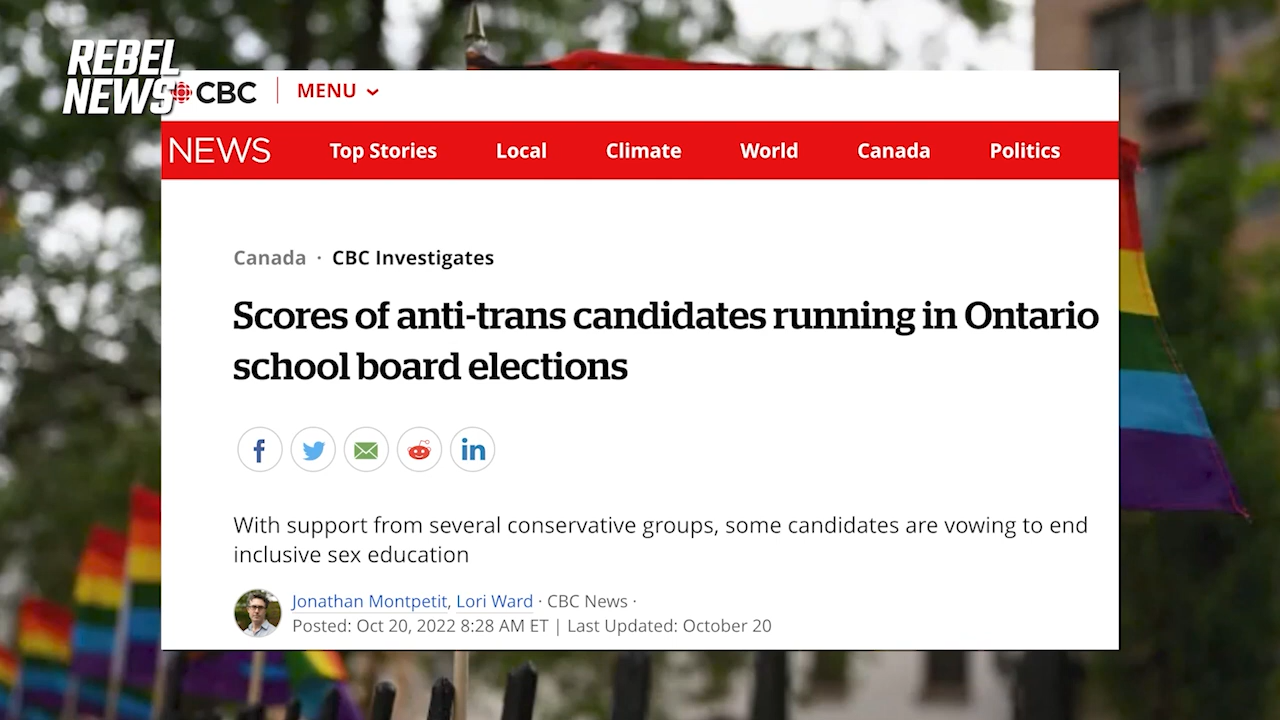 REBEL
NEWS
CBC
MENU
NEWS Top Stories Local Climate World Canada Politics
Canada · CBC Investigates
Scores of anti-trans candidates running in Ontario
school board elections
With support from several conservative groups, some candidates are vowing to end
inclusive sex education
Jonathan Montpetit, Lori Ward · CBC News ·
Posted: Oct 20, 2022 8:28 AM ET | Last Updated: October 20